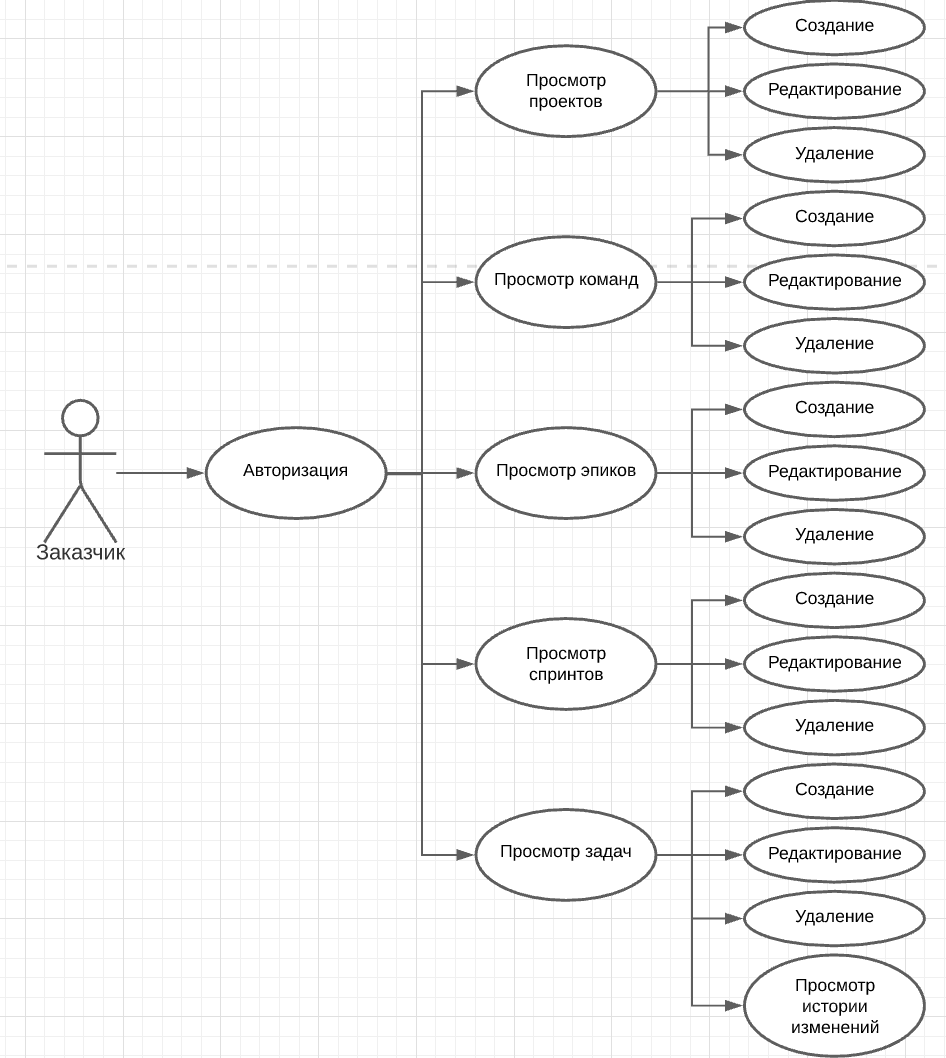 Заказчик
Авторизация
Просмотр
проектов
Создание
Редактирование
Удаление
Просмотр команд
Создание
Редактирование
Удаление
Просмотр эпиков
Создание
Редактирование
Удаление
Просмотр
спринтов
Создание
Редактирование
Удаление
Просмотр задач
Создание
Редактирование
Удаление
Просмотр
истории
изменений